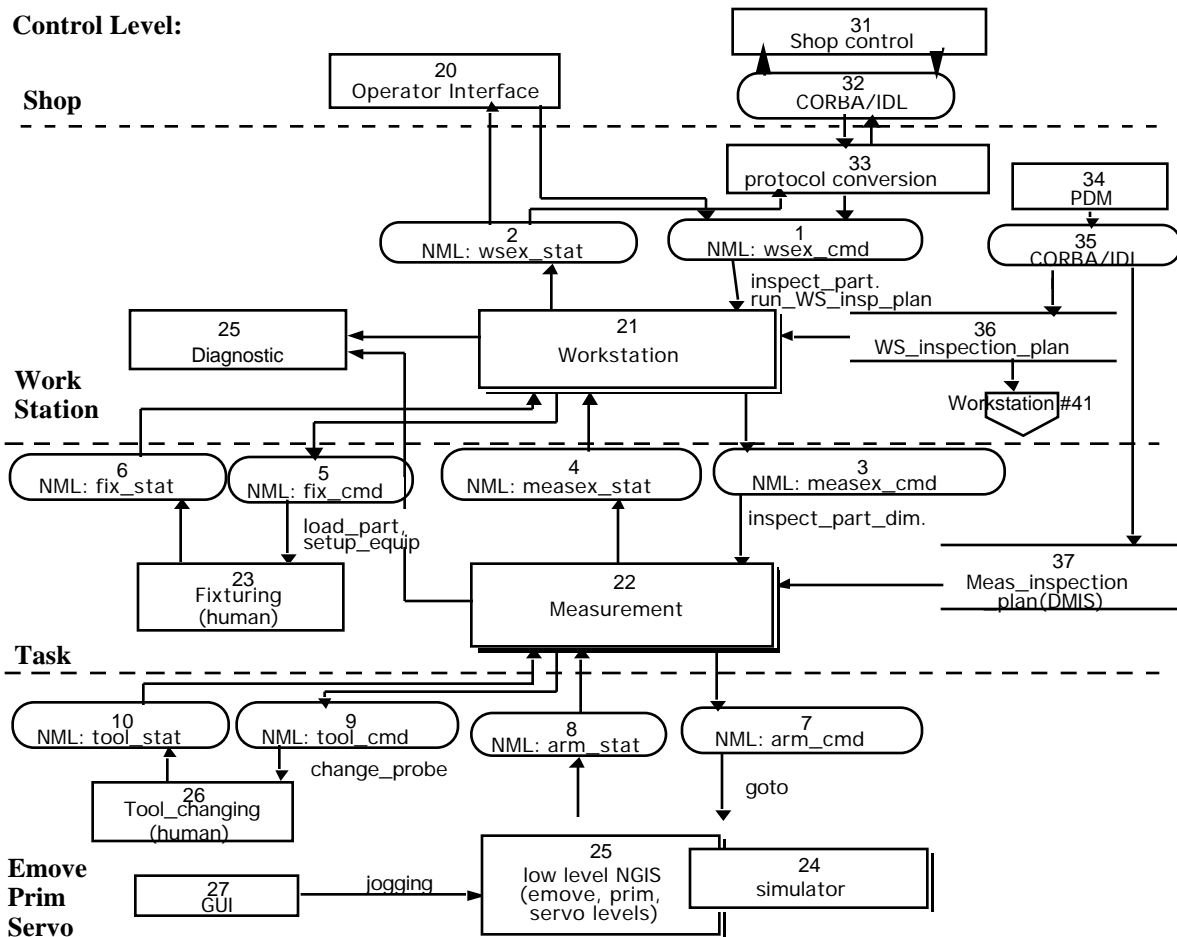 Control Level:
31
Shop control
20
Operator Interface
32
CORBA/IDL
Shop
33
protocol conversion
34
PDM
2
NML: wsex_stat
1
NML: wsex_cmd
35
CORBA/IDL
inspect_part.
run_WS_insp_plan
25
Diagnostic
21
Workstation
36
WS_inspection_plan
Work
Station
Workstation #41
6
NML: fix_stat
5
NML: fix_cmd
4
NML: measex_stat
3
NML: measex_cmd
load_part,
setup_equip
inspect_part_dim.
23
Fixturing
(human)
22
Measurement
37
Meas_inspection
_plan(DMIS)
Task
10
NML: tool_stat
9
NML: tool_cmd
8
NML: arm_stat
7
NML: arm_cmd
change_probe
goto
26
Tool_changing
(human)
Emove
Prim
Servo
27
GUI
jogging
25
low level NGIS
(emove, prim,
servo levels)
24
simulator